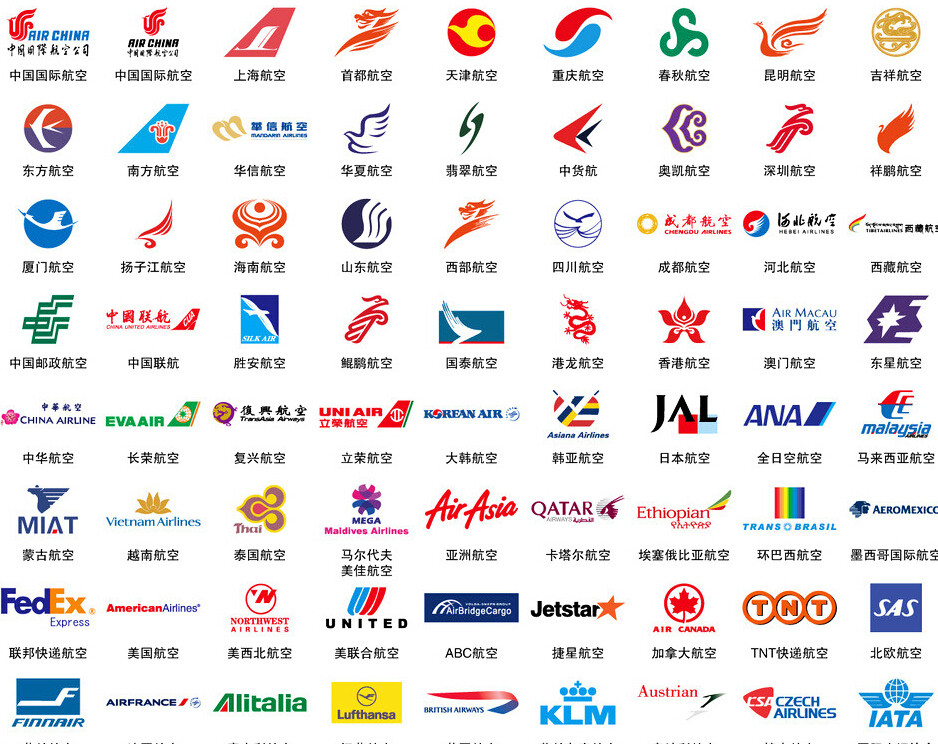 AIR CHINA
中国国际航空公司
AIR CHINA
中国国际航空公司
中国国际航空
中国国际航空
上海航空
首都航空
天津航空
重庆航空
春秋航空
昆明航空
吉祥航空
華信航空
MANDARIN AIRLINES
东方航空
南方航空
华信航空
华夏航空
翡翠航空
中货航
奥凯航空
深圳航空
祥鹏航空
成都航空
CHENGDU AIRLINES
河北航空
HEBEI AIRLINES
TIBET AIRLINES 西藏航
厦门航空
扬子江航空
海南航空
山东航空
西部航空
四川航空
成都航空
河北航空
西藏航空
中國联航
CHINA UNITED AIRLINES
CUA
SILK AIR
AIR MACAU
澳門航空
中国邮政航空
中国联航
胜安航空
鲲鹏航空
国泰航空
港龙航空
香港航空
澳门航空
东星航空
中華航空
CHINA AIRLINE
EVA AIR
復興航空
TransAsia Airways
UNI AIR
立荣航空
KOREAN AIR
Asiana Airlines
JAL
ANA
malaysia
AIRLINES
中华航空
长荣航空
复兴航空
立荣航空
大韩航空
韩亚航空
日本航空
全日空航空
马来西亚航空
MIAT
Vietnam Airlines
Thai
MEGA
Maldives Airlines
AirAsia
QATAR
AIRWAYS القطرية
Ethiopian
የኢትዮጵያ
TRANS BRASIL
AEROMEXICO
蒙古航空
越南航空
泰国航空
马尔代夫
美佳航空
亚洲航空
卡塔尔航空
埃塞俄比亚航空
环巴西航空
墨西哥国际航空
FedEx
Express
AmericanAirlines
NORTHWEST
AIRLINES
UNITED
VOLGA-DNEPR GROUP
AirBridgeCargo
Jetstar
AIR CANADA
TNT
SAS
联邦快递航空
美国航空
美西北航空
美联合航空
ABC航空
捷星航空
加拿大航空
TNT快递航空
北欧航空
FINNAIR
AIRFRANCE
Alitalia
Lufthansa
BRITISH AIRWAYS
KLM
Austrian
CSA CZECH
AIRLINES
IATA